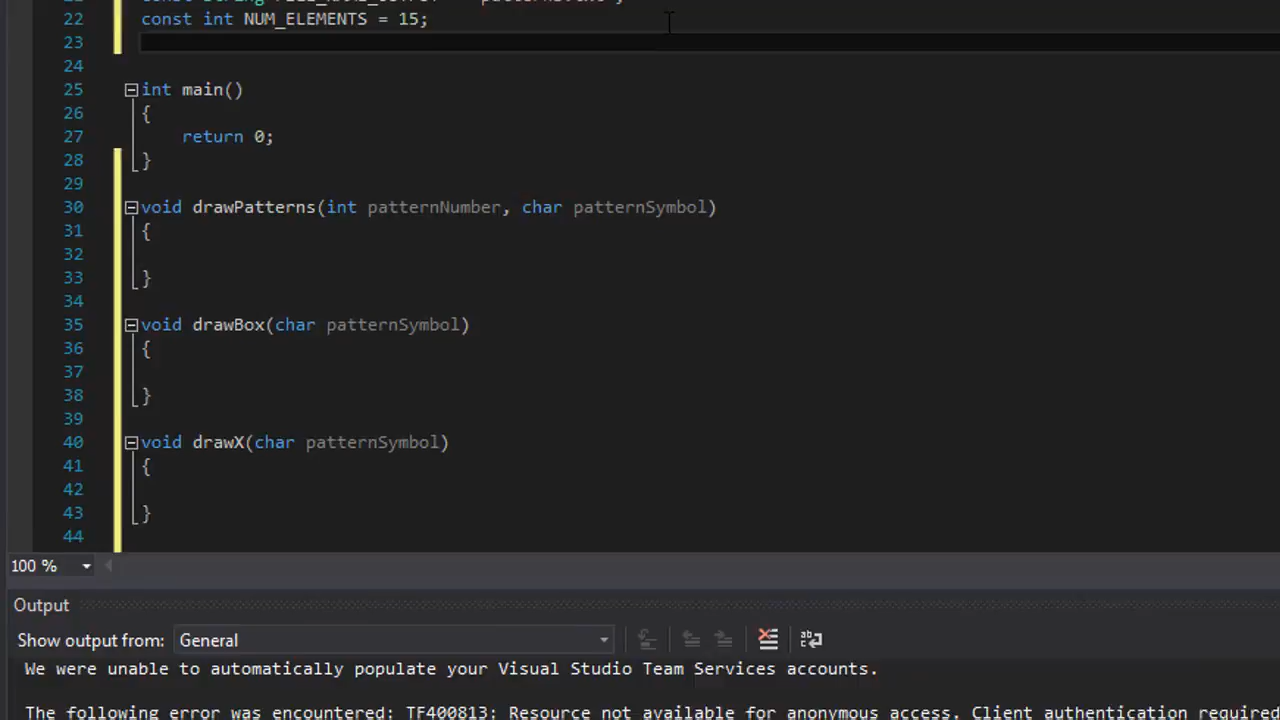 22 const int NUM_ELEMENTS = 15;
23
24
25 int main()
26 {
27 return 0;
28 }
29
30 void drawPatterns(int patternNumber, char patternSymbol)
31 {
32
33 }
34
35 void drawBox(char patternSymbol)
36 {
37
38 }
39
40 void drawX(char patternSymbol)
41 {
42
43 }
44
100 %
Output
Show output from: General
We were unable to automatically populate your Visual Studio Team Services accounts.
The following error was encountered: TF400813: Resource not available for anonymous access. Client authentication required